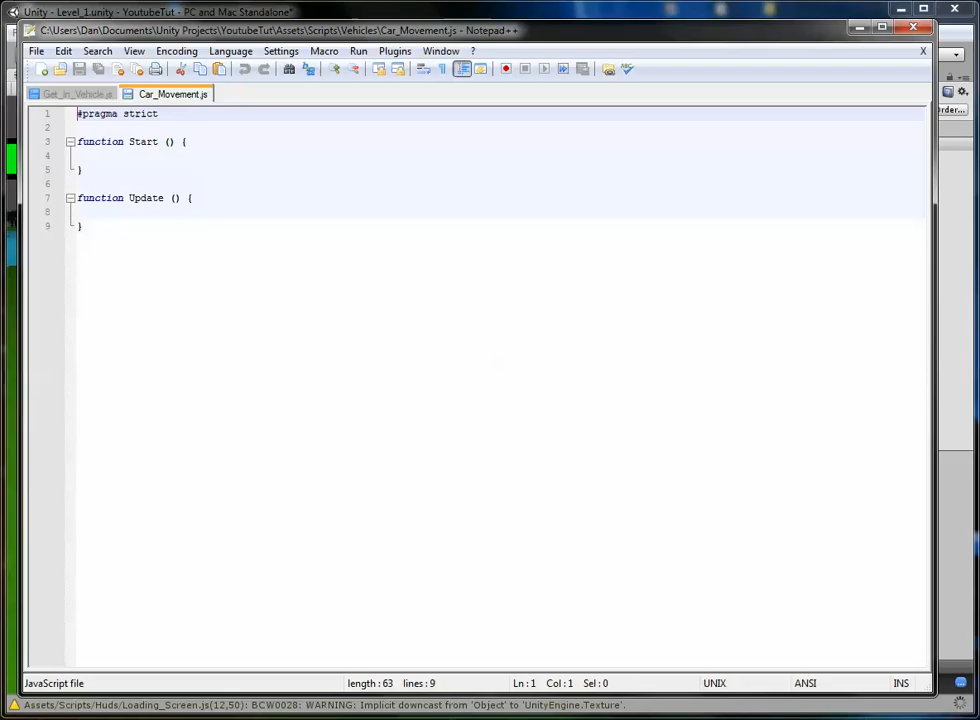 Unity - Level_1.unity - YoutubeTut - PC and Mac Standalone*
C:\Users\Dan\Documents\Unity Projects\YoutubeTut\Assets\Scripts\Vehicles\Car_Movement.js - Notepad++
File Edit Search View Encoding Language Settings Macro Run Plugins Window ? X
Get_In_Vehicle.js Car_Movement.js
1 #pragma strict
2
3 function Start () {
4
5 }
6
7 function Update () {
8
9 }
order...
JavaScript file length : 63 lines : 9 Ln : 1 Col : 1 Sel : 0 UNIX ANSI INS
Assets/Scripts/Huds/Loading_Screen.js(12,50): BCW0028: WARNING: Implicit downcast from 'Object' to 'UnityEngine.Texture'.